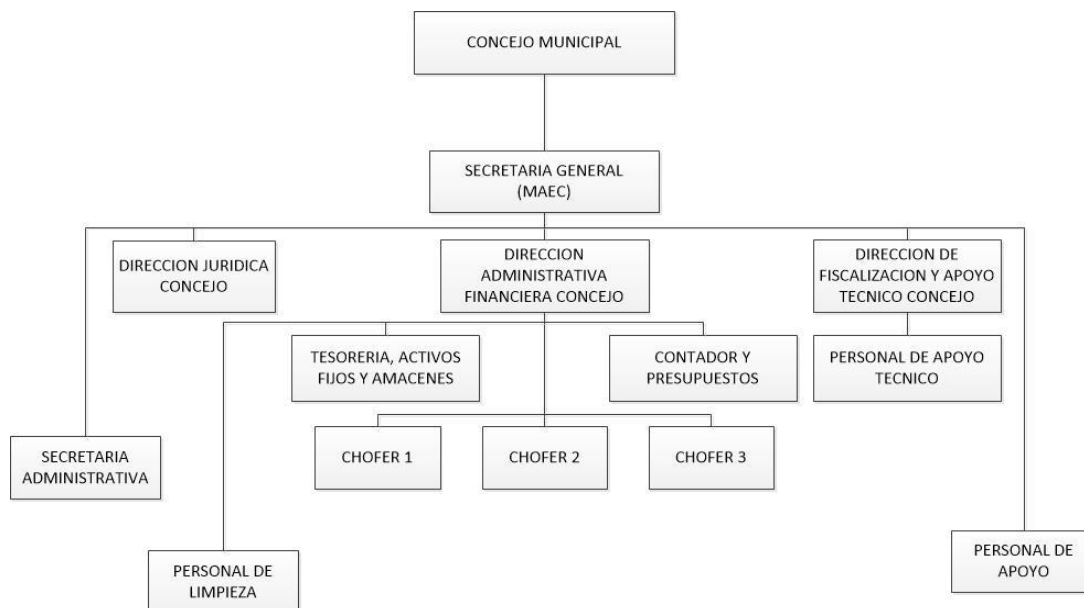 CONCEJO MUNICIPAL
SECRETARIA GENERAL
(MAEC)
DIRECCION JURIDICA
CONCEJO
DIRECCION
ADMINISTRATIVA
FINANCIERA CONCEJO
DIRECCION DE
FISCALIZACION Y APOYO
TECNICO CONCEJO
TESORERIA, ACTIVOS
FIJOS Y AMACENES
CONTADOR Y
PRESUPUESTOS
PERSONAL DE APOYO
TECNICO
SECRETARIA
ADMINISTRATIVA
CHOFER 1
CHOFER 2
CHOFER 3
PERSONAL DE
LIMPIEZA
PERSONAL DE
APOYO